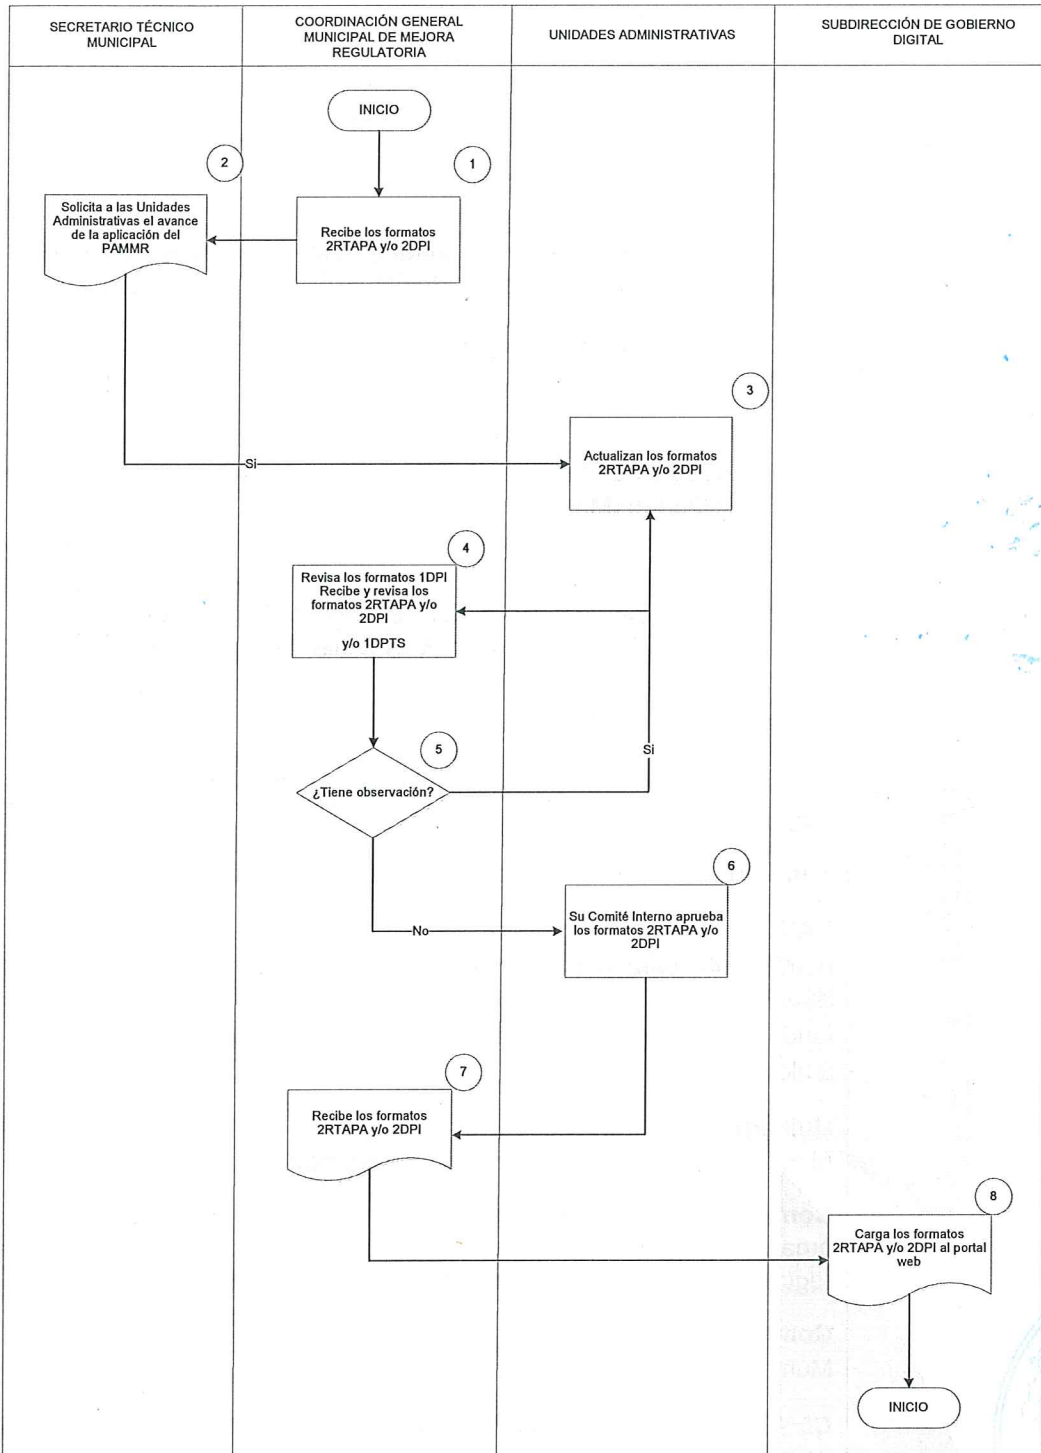 SECRETARIO TÉCNICO
MUNICIPAL
COORDINACIÓN GENERAL
MUNICIPAL DE MEJORA
REGULATORIA
UNIDADES ADMINISTRATIVAS
SUBDIRECCIÓN DE GOBIERNO
DIGITAL
INICIO
1
Recibe los formatos
2RTAPA y/o 2DPI
2
Solicita a las Unidades
Administrativas el avance
de la aplicación del
PAMMR
Si
3
Actualizan los formatos
2RTAPA y/o 2DPI
4
Revisa los formatos 1DPI
Recibe y revisa los
formatos 2RTAPA y/o
2DPI
y/o 1DPTS
5
¿Tiene observación?
Si
No
6
Su Comité Interno aprueba
los formatos 2RTAPA y/o
2DPI
7
Recibe los formatos
2RTAPA y/o 2DPI
8
Carga los formatos
2RTAPA y/o 2DPI al portal
web
INICIO